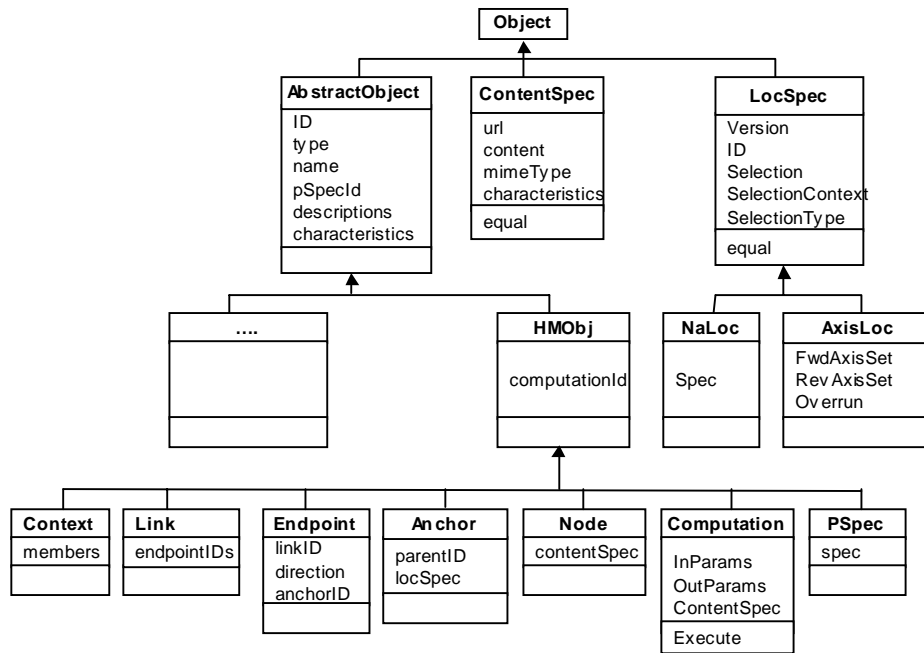 Object
AbstractObject
ID
type
name
pSpecId
descriptions
characteristics
ContentSpec
url
content
mimeType
characteristics
equal
LocSpec
Version
ID
Selection
SelectionContext
SelectionType
equal
....
HMObj
computationId
NaLoc
Spec
AxisLoc
FwdAxisSet
RevAxisSet
Overrun
Context
members
Link
endpointIDs
Endpoint
linkID
direction
anchorID
Anchor
parentID
locSpec
Node
contentSpec
Computation
InParams
OutParams
ContentSpec
Execute
PSpec
spec